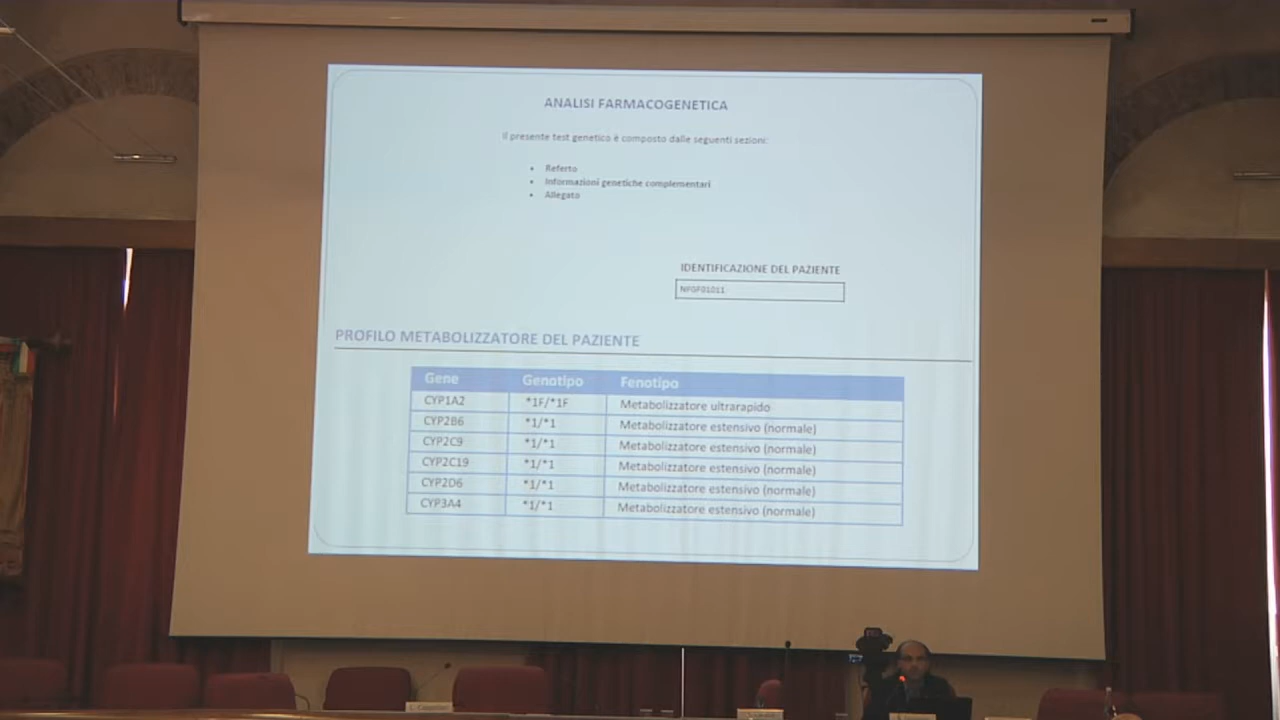 ANALISI FARMACOGENETICA
Il presente test genetico è composto dalle seguenti sezioni:
• Referto
• Informazioni genetiche complementari
• Allegato
IDENTIFICAZIONE DEL PAZIENTE
PROFILO METABOLIZZATORE DEL PAZIENTE
Gene Genotipo Fenotipo
CYP1A2 *1F/*1F Metabolizzatore ultrarapido
CYP2B6 *1/*1 Metabolizzatore estensivo (normale)
CYP2C9 *1/*1 Metabolizzatore estensivo (normale)
CYP2C19 *1/*1 Metabolizzatore estensivo (normale)
CYP2D6 *1/*1 Metabolizzatore estensivo (normale)
CYP3A4 *1/*1 Metabolizzatore estensivo (normale)